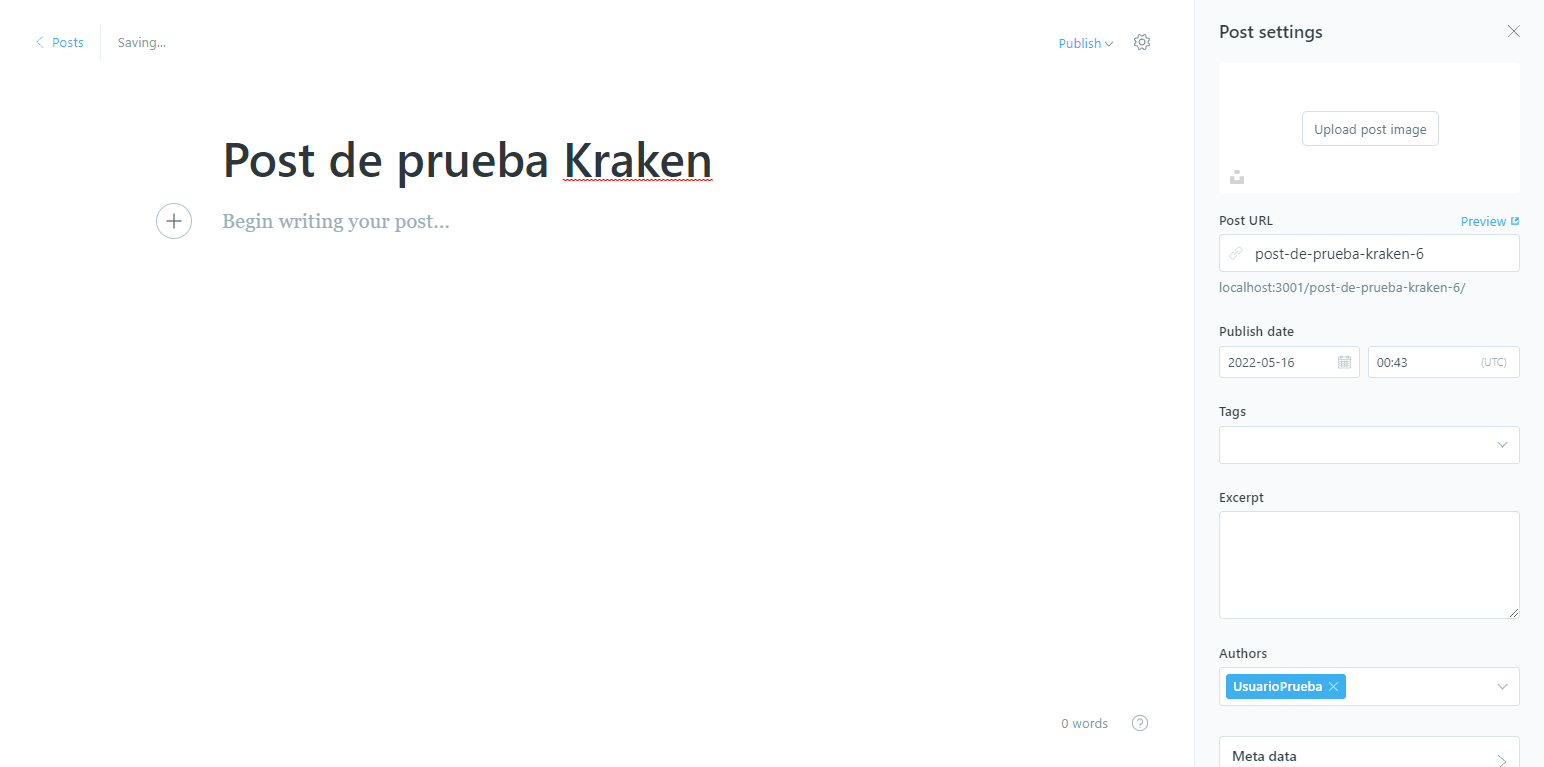 Posts
Saving...
Publish
Post de prueba Kraken
Begin writing your post...
0 words
?
Post settings
Upload post image
Post URL
Preview
post-de-prueba-kraken-6
localhost:3001/post-de-prueba-kraken-6/
Publish date
2022-05-16
00:43 (UTC)
Tags
Excerpt
Authors
UsuarioPrueba
Meta data